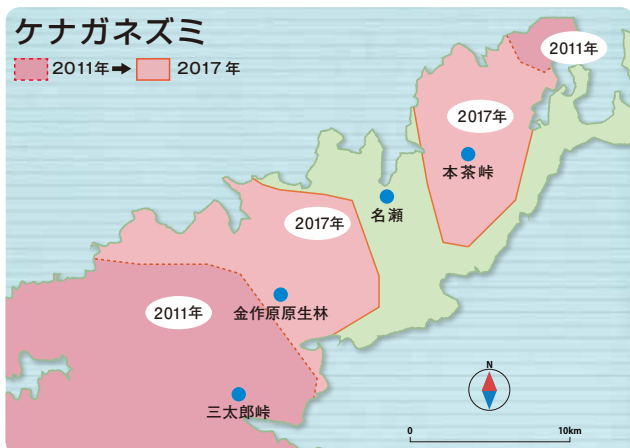 ケナガネズミ
2011年 → 2017年
2011年
2017年
本茶峠
名瀬
2017年
金作原原生林
2011年
三太郎峠
N
0 10km